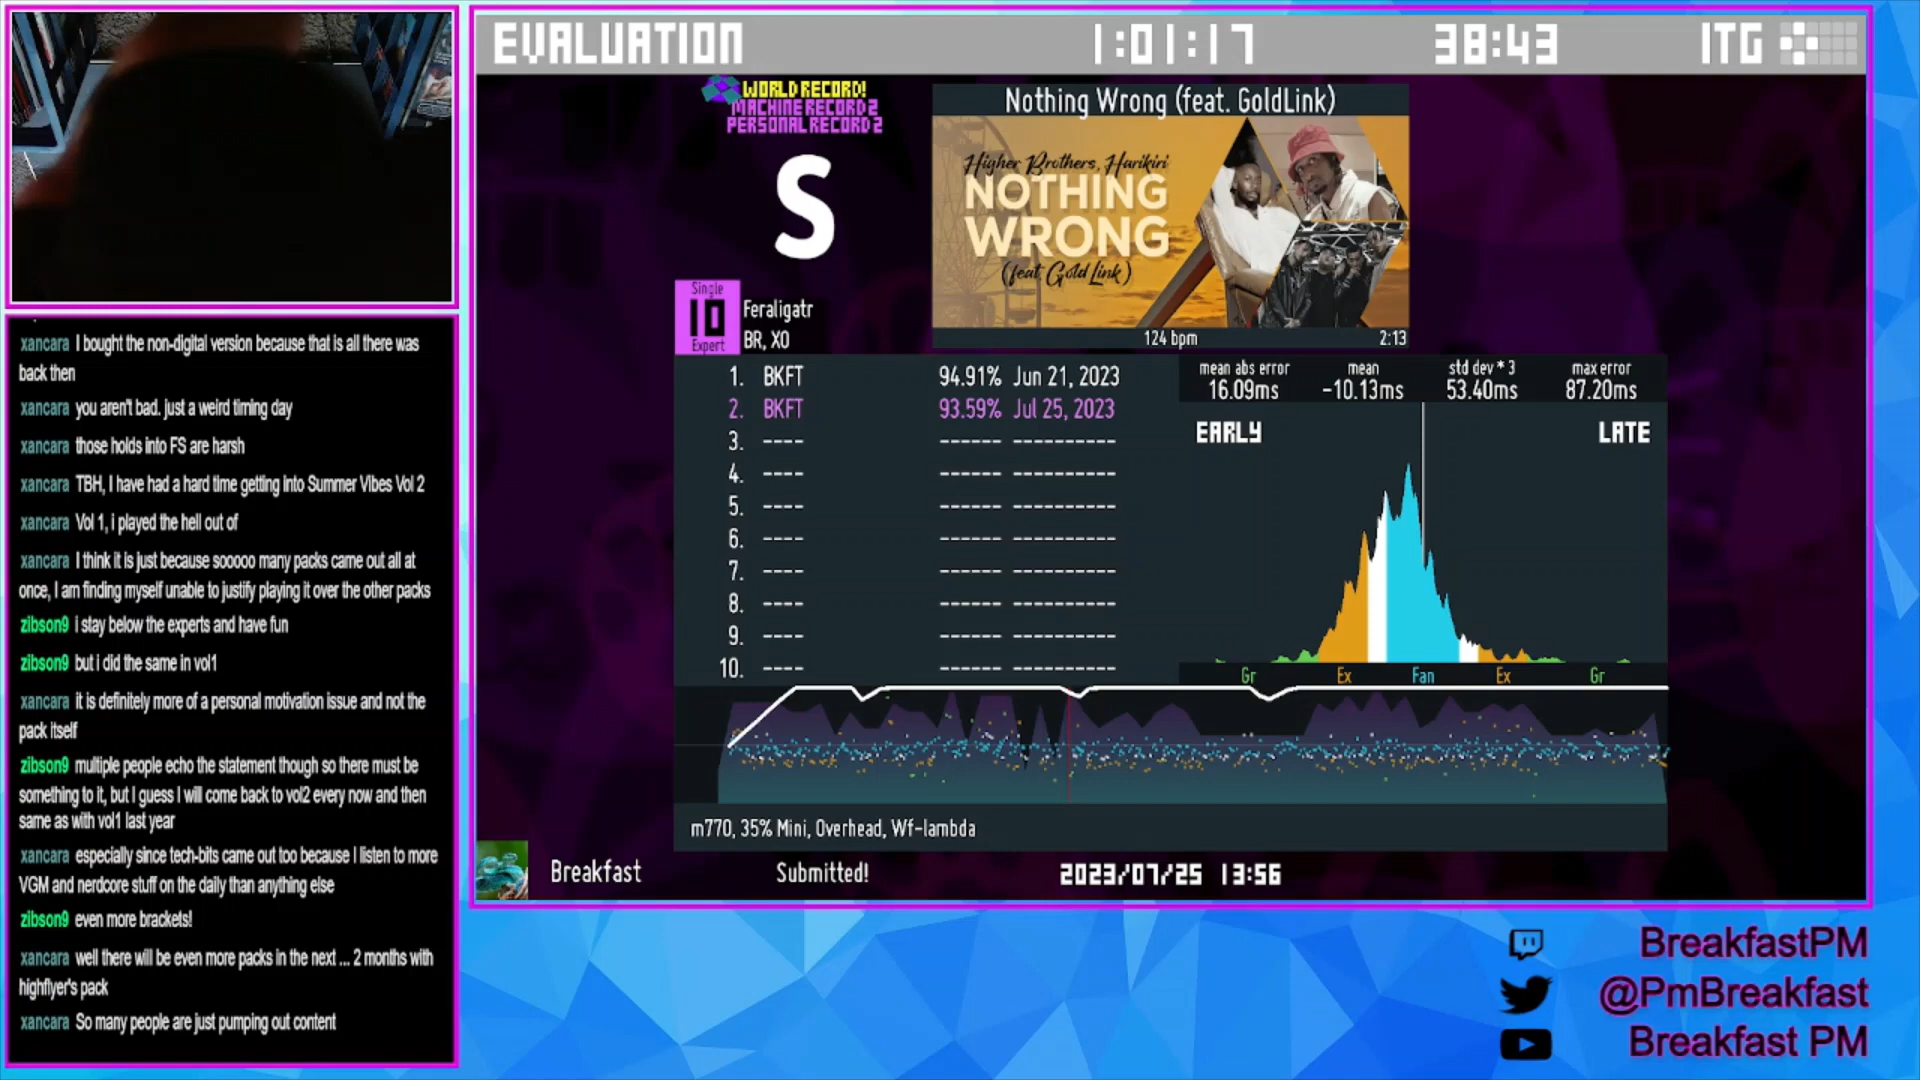 EVALUATION
1:01:17
38:43
ITG
xancara I bought the non-digital version because that is all there was
back then
xancara you aren't bad. just a weird timing day
xancara those holds into FS are harsh
xancara TBH, I have had a hard time getting into Summer Vibes Vol 2
xancara Vol 1, i played the hell out of
xancara I think it is just because sooooo many packs came out all at
once, I am finding myself unable to justify playing it over the other packs
zibson9 i stay below the experts and have fun
zibson9 but i did the same in vol1
xancara it is definitely more of a personal motivation issue and not the
pack itself
zibson9 multiple people echo the statement though so there must be
something to it, but I guess I will come back to vol2 every now and then
same as with vol1 last year
xancara especially since tech-bits came out too because I listen to more
VGM and nerdcore stuff on the daily than anything else
zibson9 even more brackets!
xancara well there will be even more packs in the next ... 2 months with
highflyer's pack
xancara So many people are just pumping out content
WORLD RECORD!
MACHINE RECORD 2
PERSONAL RECORD 2
S
Nothing Wrong (feat. GoldLink)
Higher Brothers, Harikiri
NOTHING
WRONG
(feat. Gold Link)
124 bpm
2:13
Single
10
Expert
Feraligatr
BR, XO
1. BKFT 94.91% Jun 21, 2023
2. BKFT 93.59% Jul 25, 2023
3. ---- ------ ----------
4. ---- ------ ----------
5. ---- ------ ----------
6. ---- ------ ----------
7. ---- ------ ----------
8. ---- ------ ----------
9. ---- ------ ----------
10. ---- ------ ----------
mean abs error mean std dev * 3 max error
16.09ms -10.13ms 53.40ms 87.20ms
EARLY LATE
Gr Ex Fan Ex Gr
m770, 35% Mini, Overhead, Wf-lambda
Breakfast
Submitted!
2023/07/25 13:56
BreakfastPM
@PmBreakfast
Breakfast PM